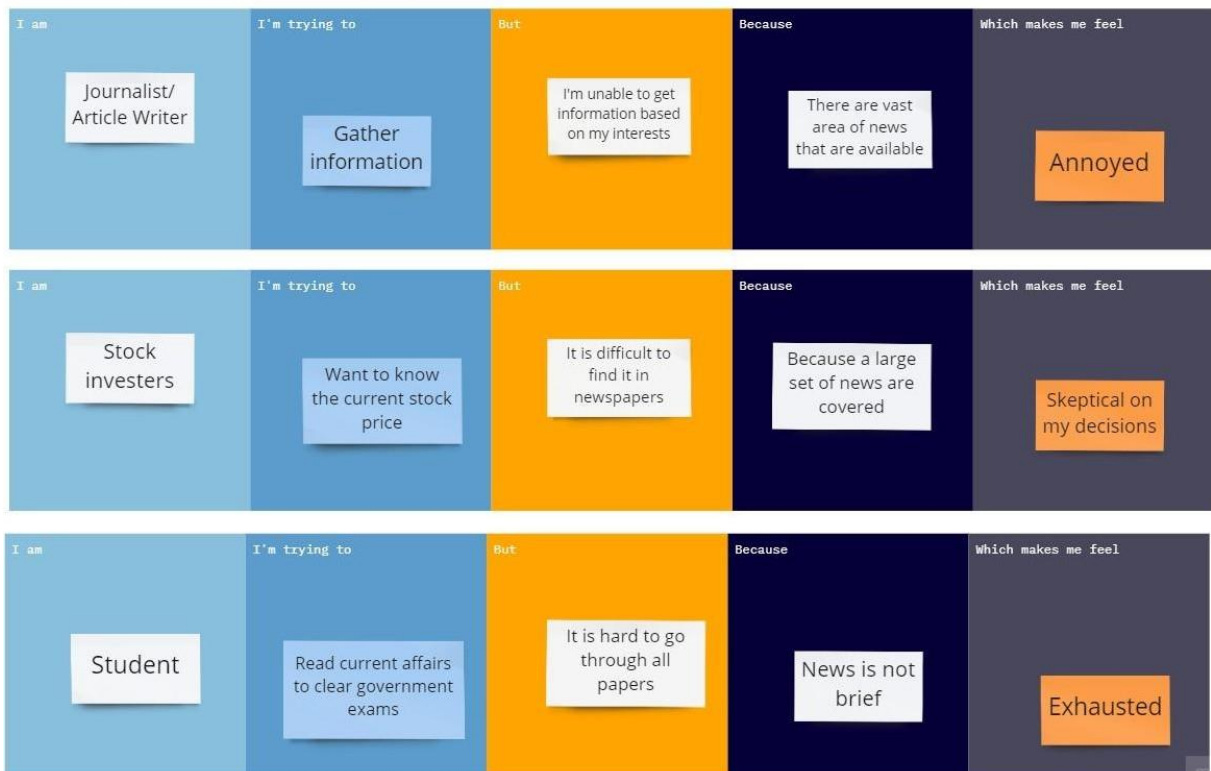 I am
Journalist/
Article Writer
I'm trying to
Gather
information
But
I'm unable to get
information based
on my interests
Because
There are vast
area of news
that are available
Which makes me feel
Annoyed
I am
Stock
investers
I'm trying to
Want to know
the current stock
price
But
It is difficult to
find it in
newspapers
Because
Because a large
set of news are
covered
Which makes me feel
Skeptical on
my decisions
I am
Student
I'm trying to
Read current affairs
to clear government
exams
But
It is hard to go
through all
papers
Because
News is not
brief
Which makes me feel
Exhausted